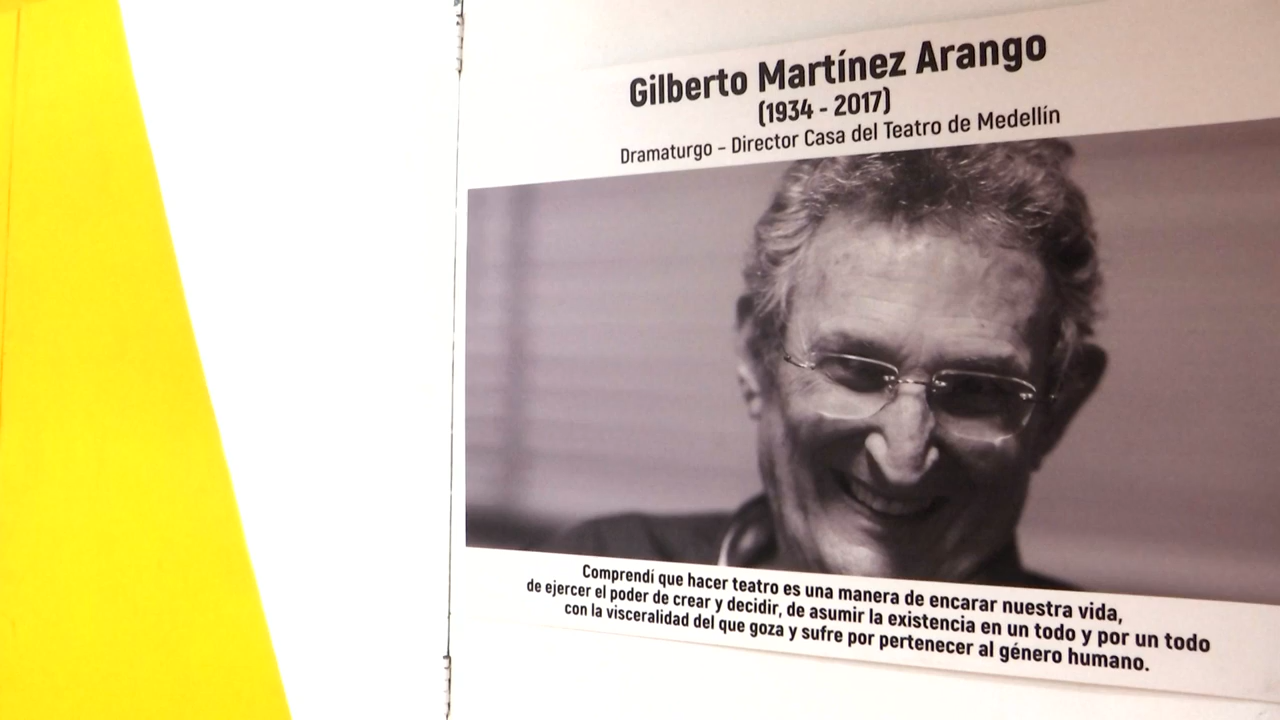 Gilberto Martínez Arango
(1934 - 2017)
Dramaturgo – Director Casa del Teatro de Medellín
Comprendí que hacer teatro es una manera de encarar nuestra vida,
de ejercer el poder de crear y decidir, de asumir la existencia en un todo y por un todo
con la visceralidad del que goza y sufre por pertenecer al género humano.